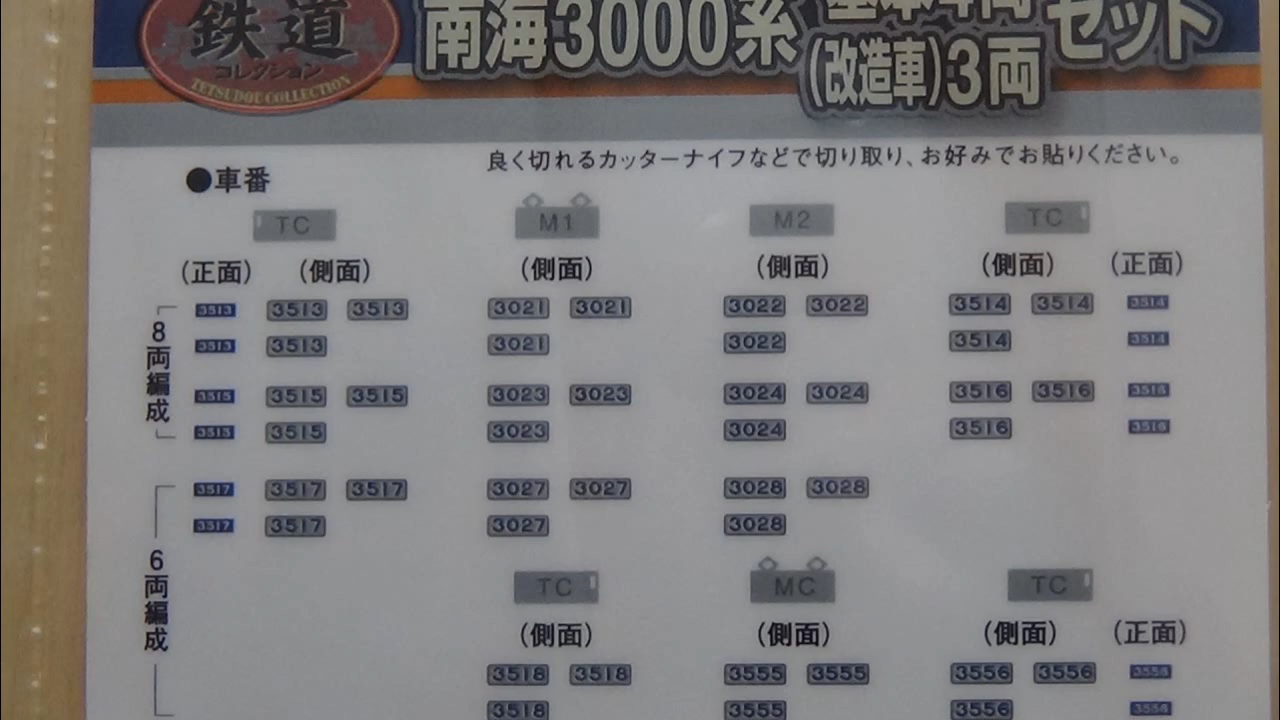 鉄道
コレクション
TETSUDOU COLLECTION
南海3000系 基本車両 セット
(改造車)3両
良く切れるカッターナイフなどで切り取り、お好みでお貼りください。
●車番
TC M1 M2 TC
(正面) (側面) (側面) (側面) (側面) (正面)
8両編成
3513 3513 3513 3021 3021 3022 3022 3514 3514 3514
3513 3513 3021 3022 3514 3514
3515 3515 3515 3023 3023 3024 3024 3516 3516 3516
3515 3515 3023 3024 3516 3516
6両編成
3517 3517 3517 3027 3027 3028 3028
3517 3517 3027 3028
TC MC TC
(側面) (側面) (側面) (正面)
3518 3518 3555 3555 3556 3556 3556
3518 3555 3556 3556